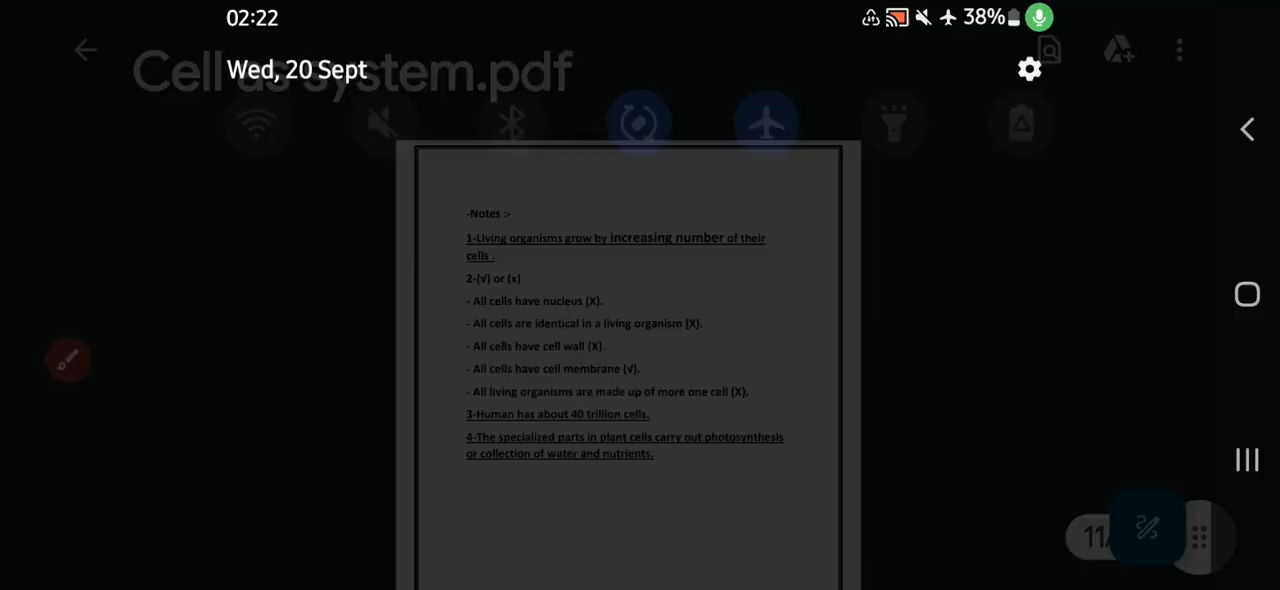 02:22
38%
Wed, 20 Sept
Cell as system.pdf
-Notes :-
1-Living organisms grow by increasing number of their
cells .
2-(√) or (x)
- All cells have nucleus (X).
- All cells are identical in a living organism (X).
- All cells have cell wall (X).
- All cells have cell membrane (√).
- All living organisms are made up of more one cell (X).
3-Human has about 40 trillion cells.
4-The specialized parts in plant cells carry out photosynthesis
or collection of water and nutrients.
11/